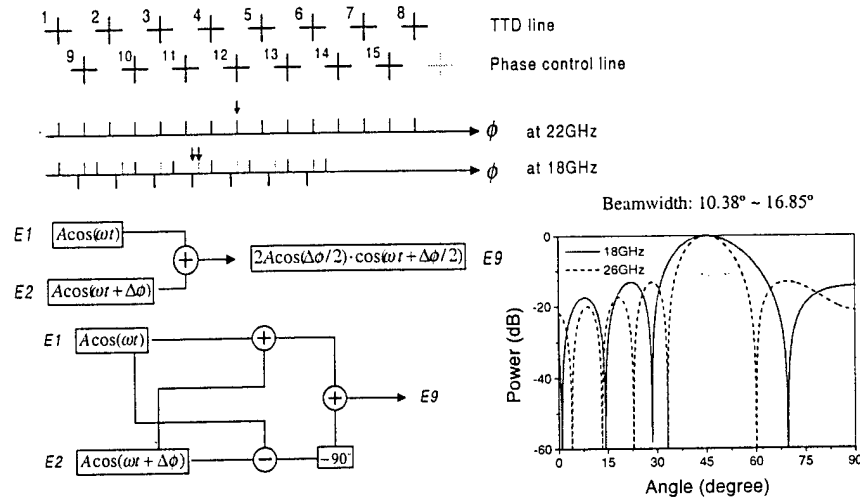 1 2 3 4 5 6 7 8 TTD line
9 10 11 12 13 14 15 Phase control line
ϕ at 22GHz
ϕ at 18GHz
E1 Acos(ωt)
+
2Acos(Δϕ/2)·cos(ωt+Δϕ/2) E9
E2 Acos(ωt+Δϕ)
E1 Acos(ωt) +
+ E9
E2 Acos(ωt+Δϕ) − −90°
Beamwidth: 10.38° ~ 16.85°
18GHz
26GHz
Power (dB)
0
-20
-40
-60
0 15 30 45 60 75 90
Angle (degree)